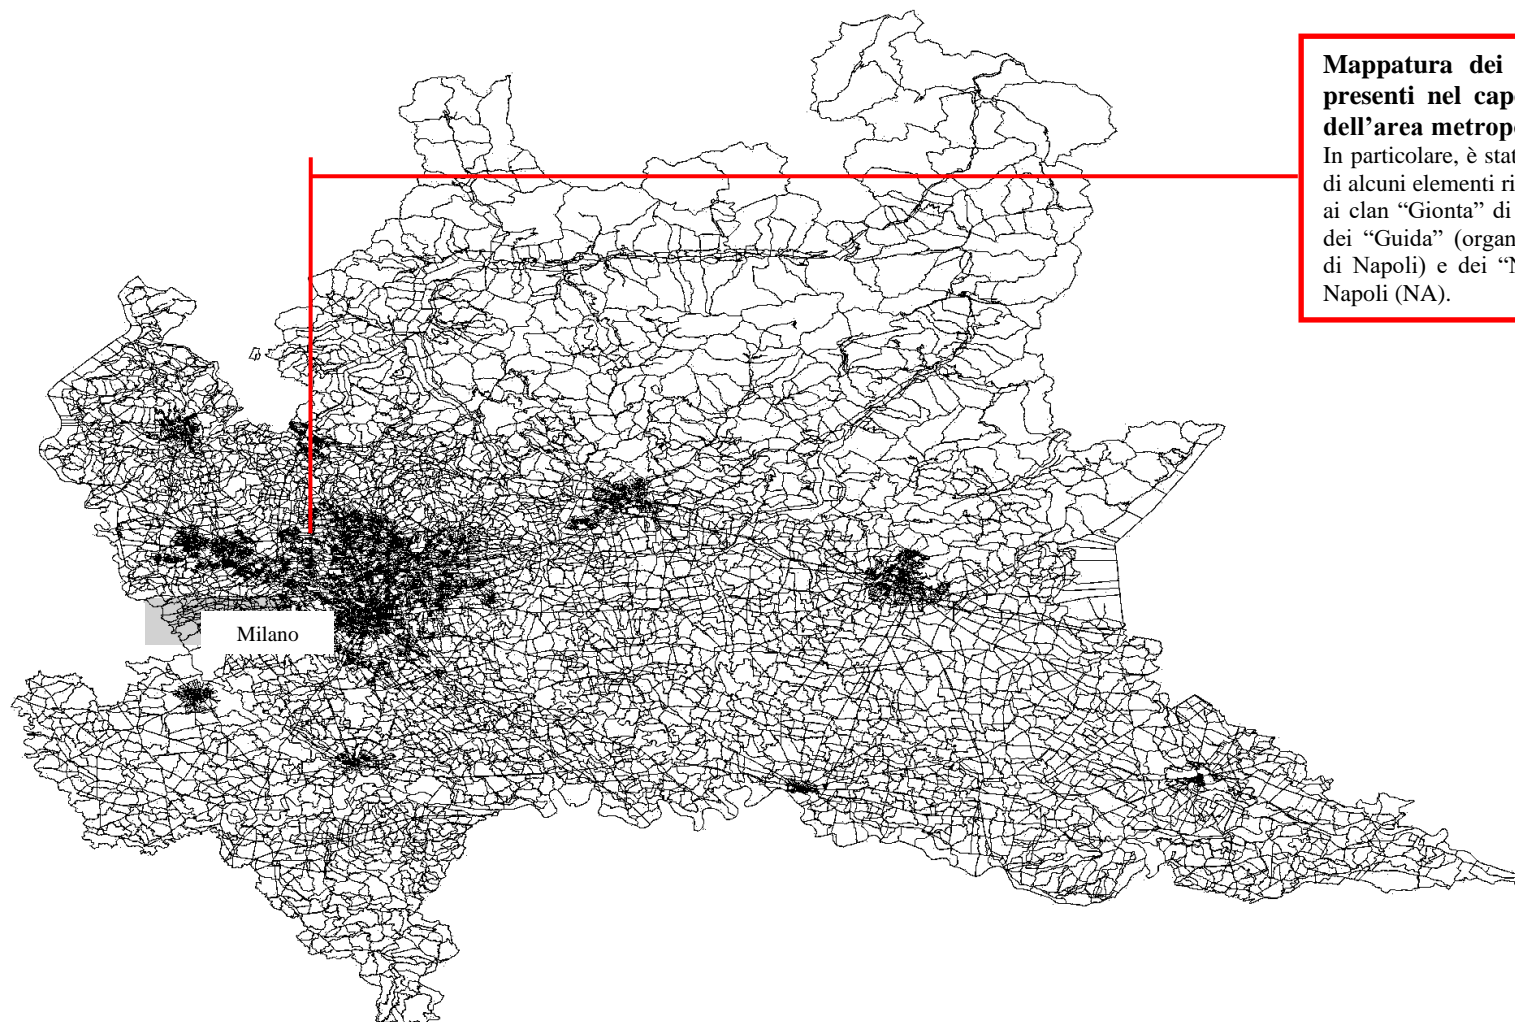 Mappatura dei
presenti nel cap
dell’area metrop
In particolare, è stat
di alcuni elementi ri
ai clan “Gionta” di
dei “Guida” (organ
di Napoli) e dei “N
Napoli (NA).
Milano